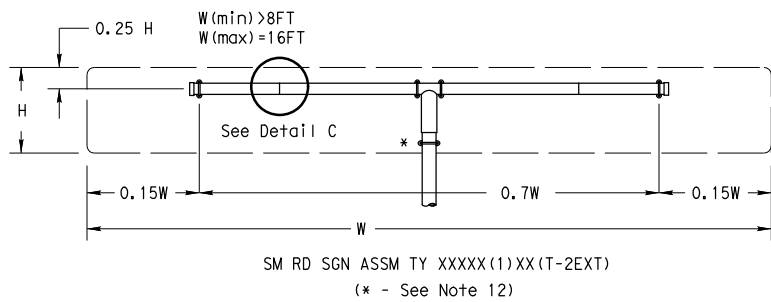 0.25 H
W(min) >8FT
W(max) =16FT
H
See Detail C
*
0.15W
0.7W
0.15W
W
SM RD SGN ASSM TY XXXXX(1)XX(T-2EXT)
(* - See Note 12)